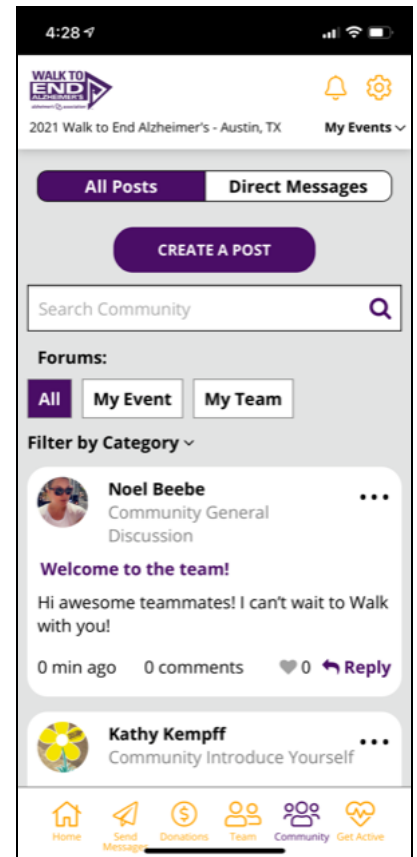 4:28
WALK TO
END
ALZHEIMER'S
alzheimer's association
2021 Walk to End Alzheimer's - Austin, TX
My Events
All Posts
Direct Messages
CREATE A POST
Search Community
Forums:
All
My Event
My Team
Filter by Category
Noel Beebe
Community General
Discussion
Welcome to the team!
Hi awesome teammates! I can't wait to Walk
with you!
0 min ago
0 comments
0
Reply
Kathy Kempff
Community Introduce Yourself
Home
Send
Messages
Donations
Team
Community
Get Active